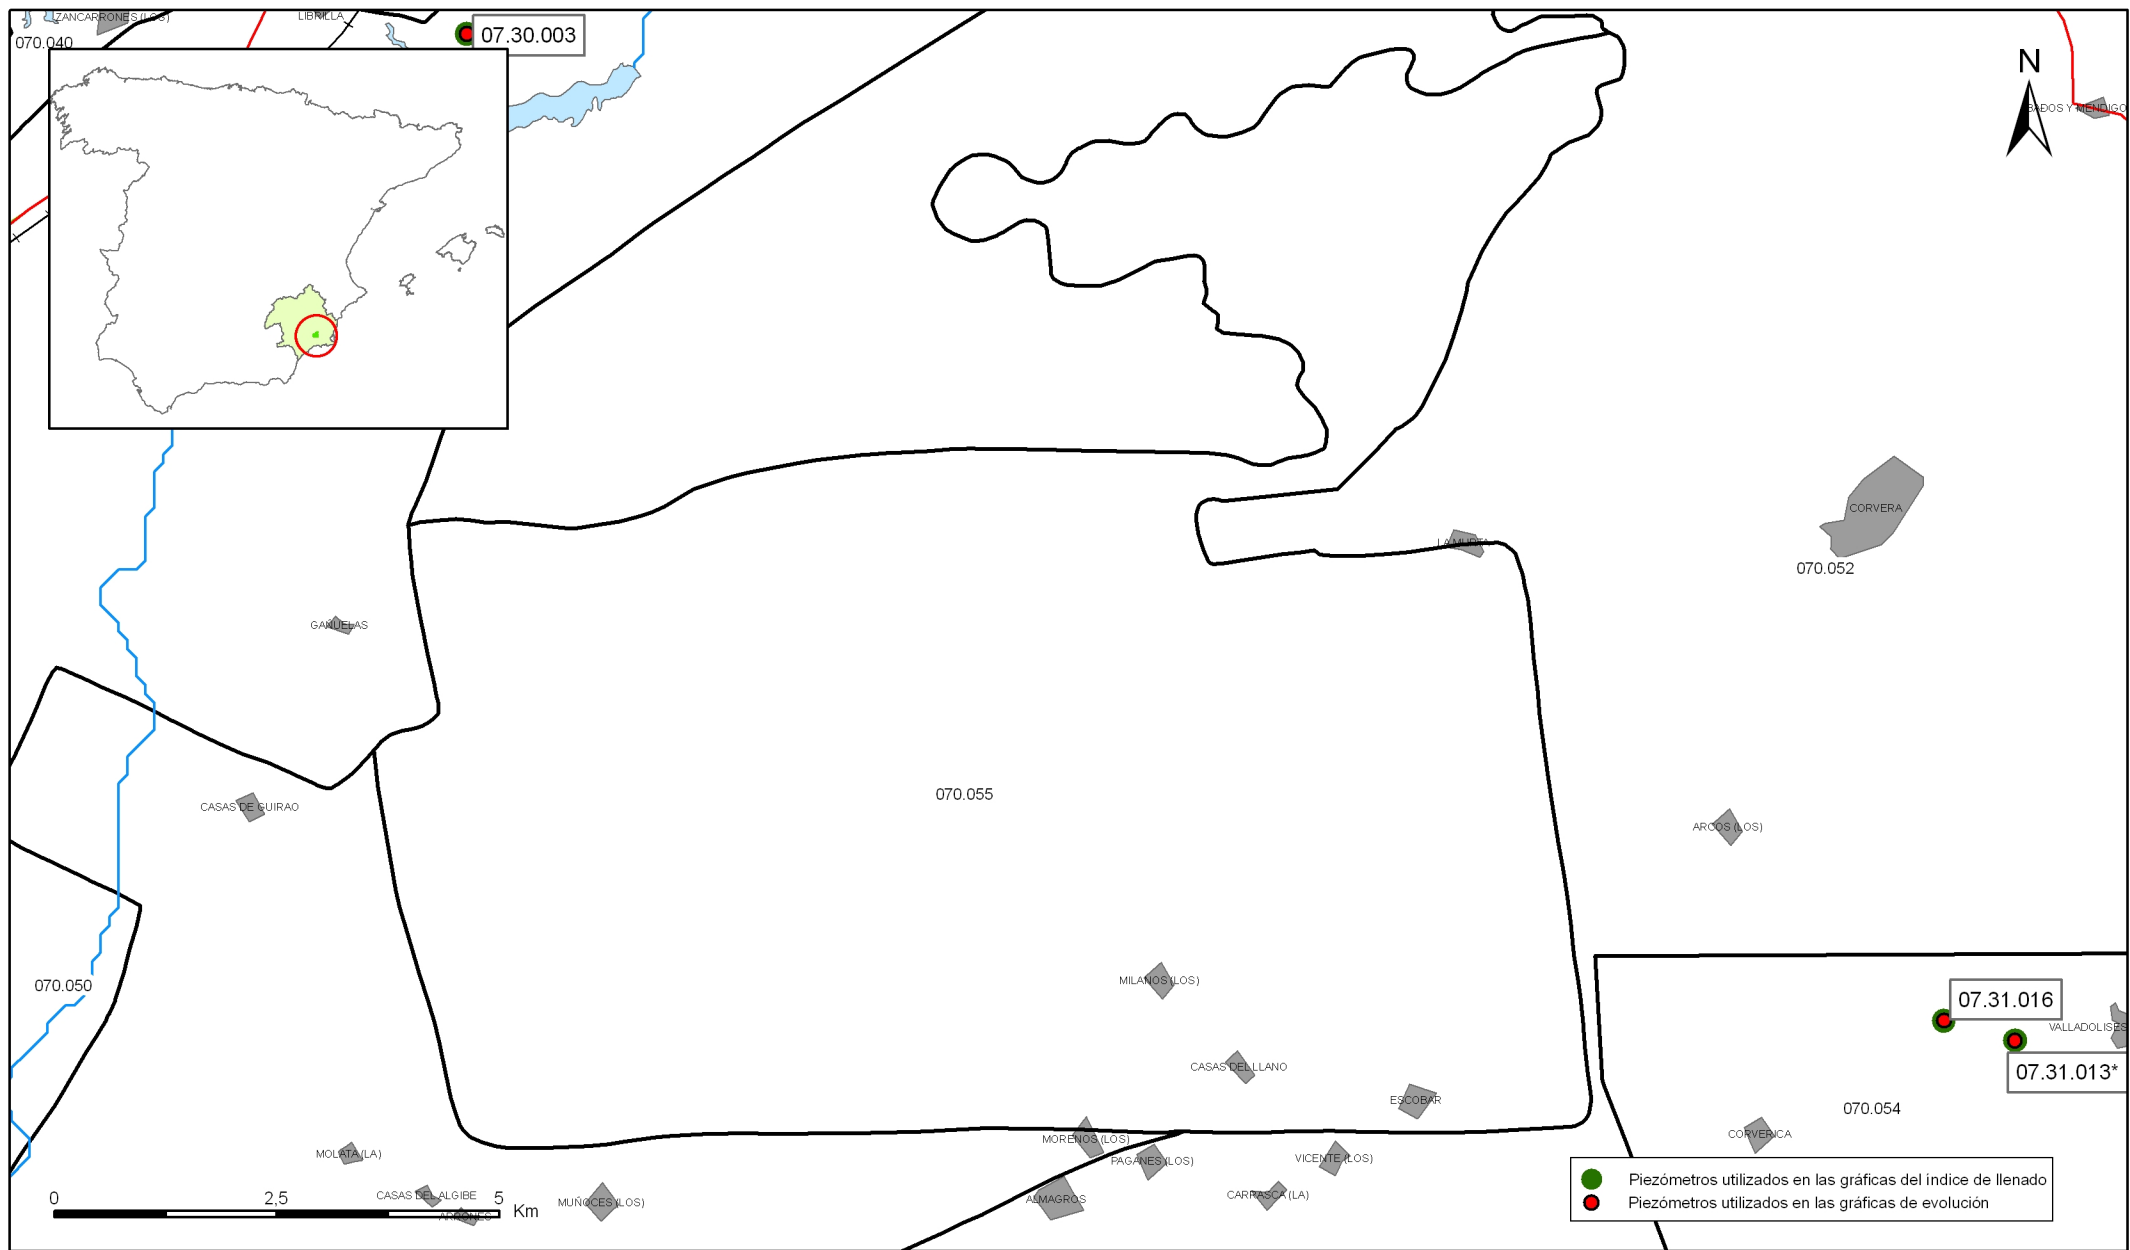 ZANCARRONES (LOS)
LIBRILLA
070.040
07.30.003
N
BADOS Y MENDIGO
CORVERA
LA MURTA
070.052
GAÑUELAS
070.055
CASAS DE GUIRAO
ARCOS (LOS)
MILANOS (LOS)
070.050
07.31.016
VALLADOLISES
CASAS DEL LLANO
07.31.013*
ESCOBAR
070.054
CORVERICA
MORENOS (LOS)
MOLATA (LA)
PAGANES (LOS)
VICENTE (LOS)
Piezómetros utilizados en las gráficas del índice de llenado
Piezómetros utilizados en las gráficas de evolución
CASAS DEL ALGIBE
MUÑOCES (LOS)
ALMAGROS
CARRASCA (LA)
ARRONES
0 2,5 5 Km